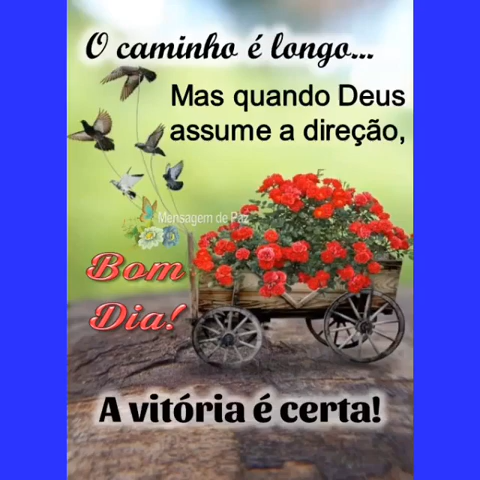 O caminho é longo...
Mas quando Deus
assume a direção,
Mensagem de Paz
Bom
Dia!
A vitória é certa!